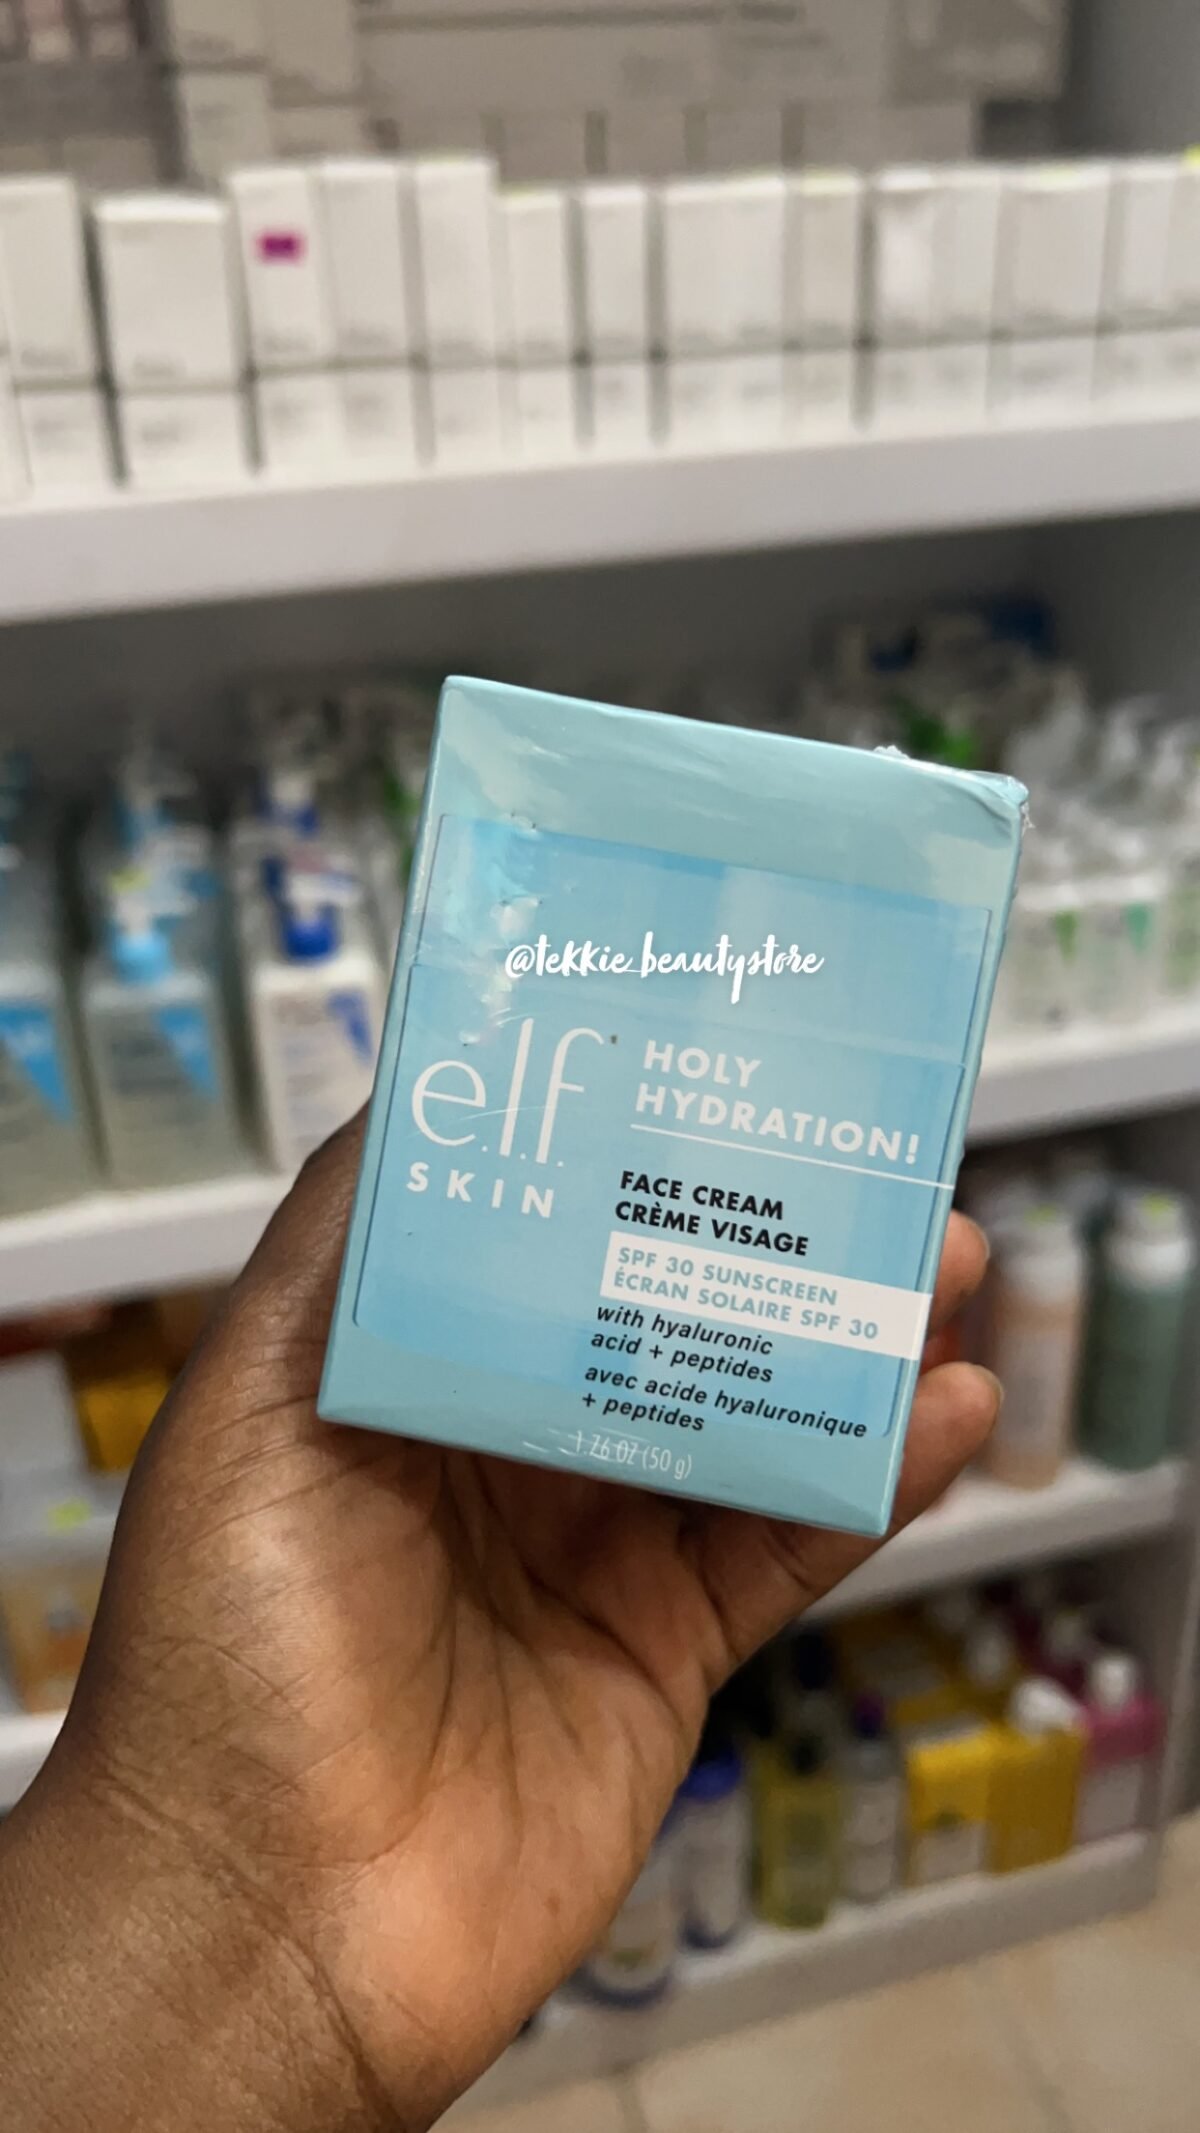 @tekkie_beautystore
e.l.f.
SKIN
HOLY
HYDRATION!
FACE CREAM
CRÈME VISAGE
SPF 30 SUNSCREEN
ÉCRAN SOLAIRE SPF 30
with hyaluronic
acid + peptides
avec acide hyaluronique
+ peptides
1.76 OZ (50 g)